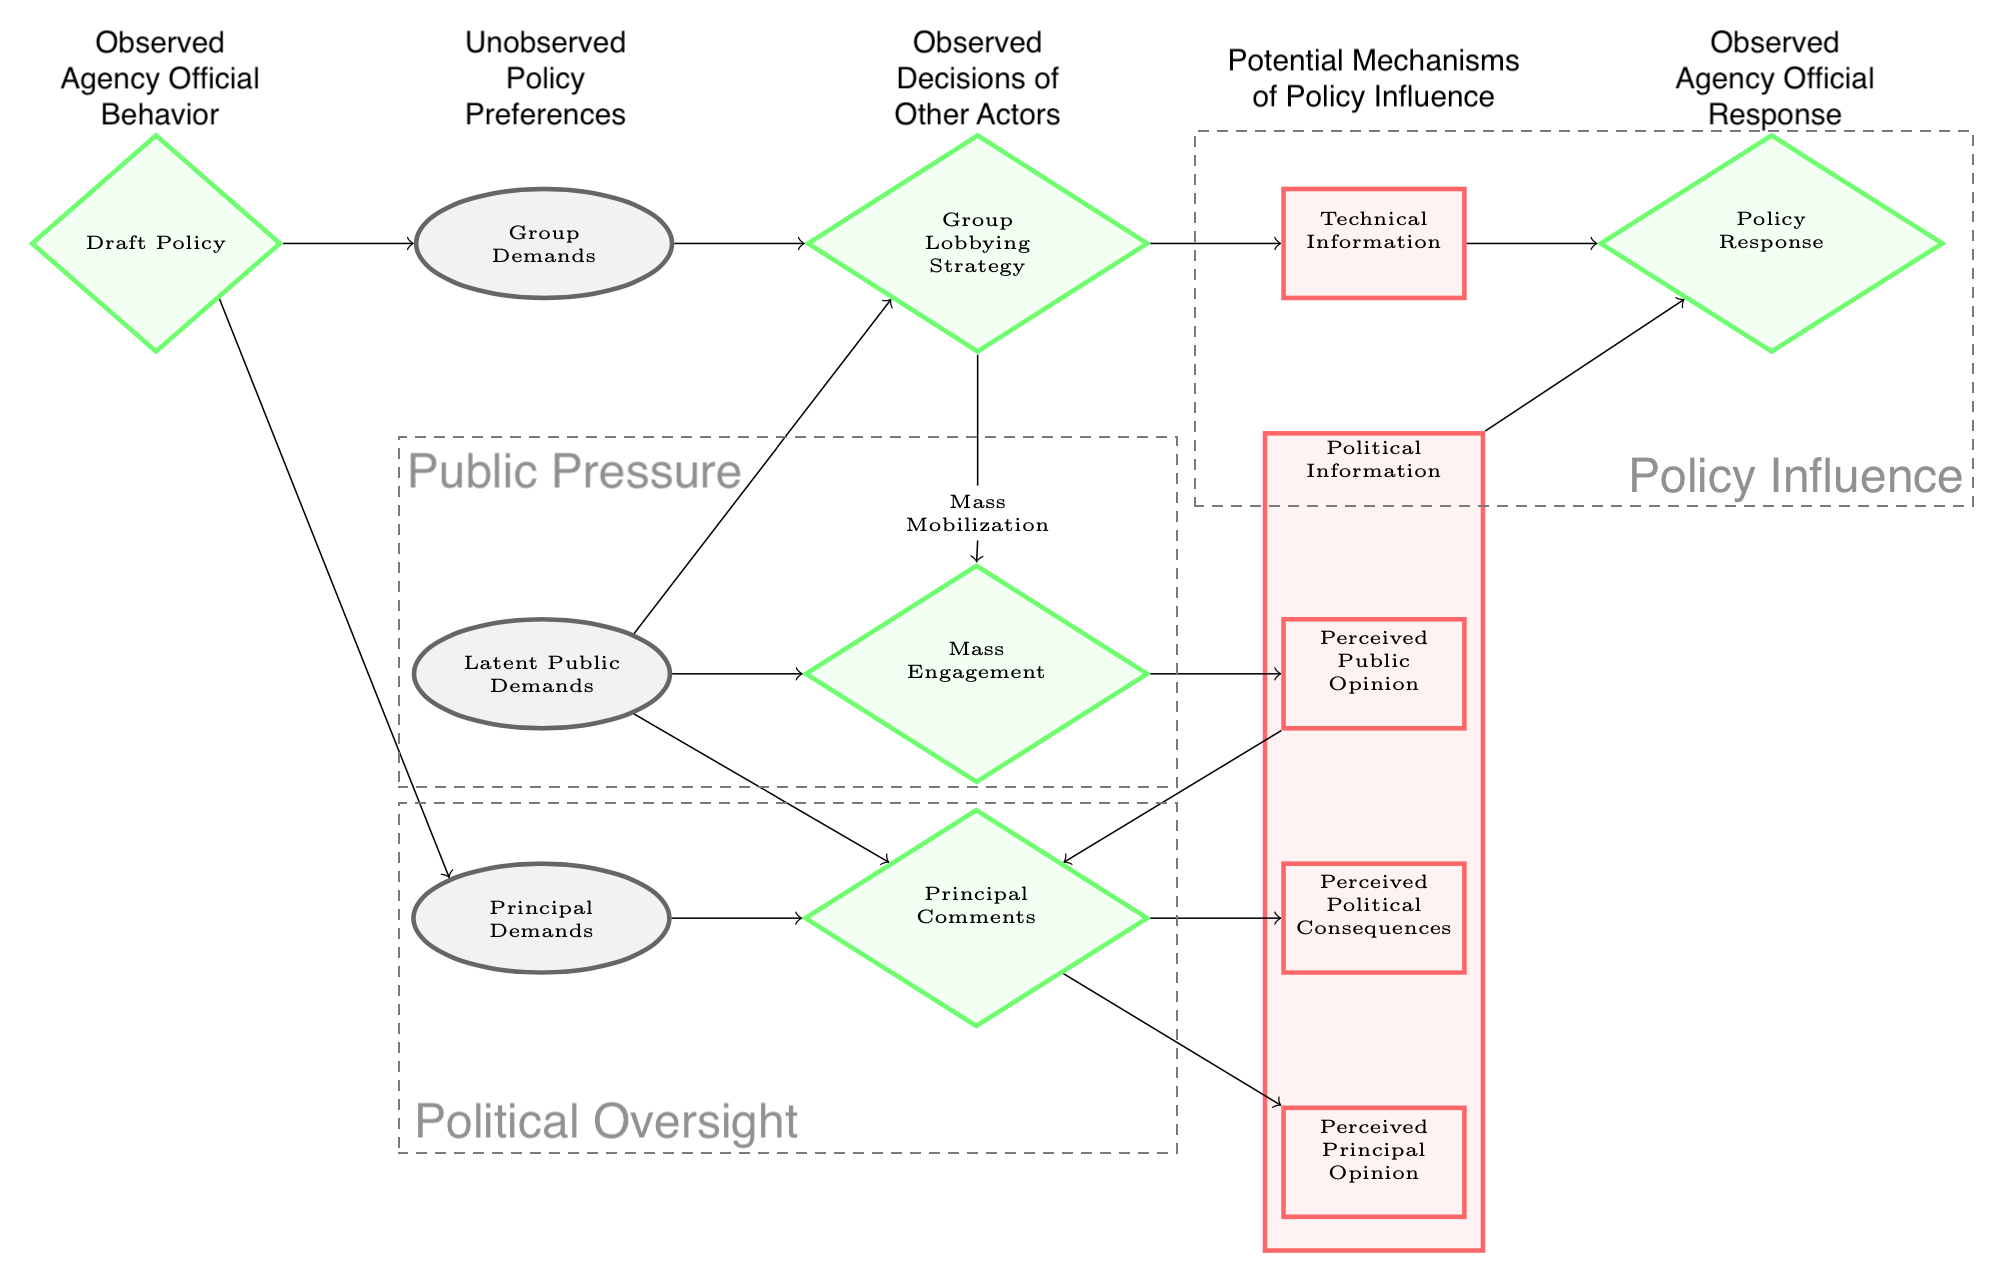 Observed
Agency Official
Behavior
Unobserved
Policy
Preferences
Observed
Decisions of
Other Actors
Potential Mechanisms
of Policy Influence
Observed
Agency Official
Response
Draft Policy
Group
Demands
Group
Lobbying
Strategy
Technical
Information
Policy
Response
Public Pressure
Political
Information
Policy Influence
Mass
Mobilization
Latent Public
Demands
Mass
Engagement
Perceived
Public
Opinion
Principal
Demands
Principal
Comments
Perceived
Political
Consequences
Political Oversight
Perceived
Principal
Opinion